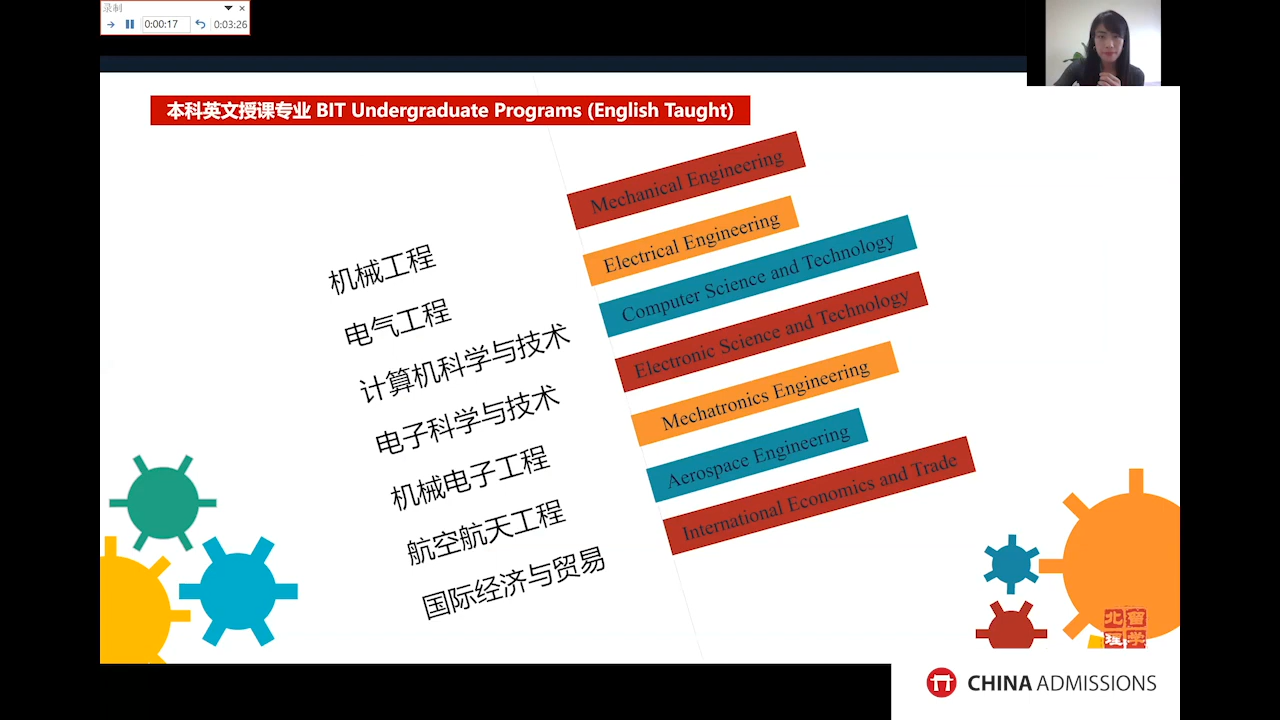 录制
0:00:17
0:03:26
本科英文授课专业 BIT Undergraduate Programs (English Taught)
机械工程
电气工程
计算机科学与技术
电子科学与技术
机械电子工程
航空航天工程
国际经济与贸易
Mechanical Engineering
Electrical Engineering
Computer Science and Technology
Electronic Science and Technology
Mechatronics Engineering
Aerospace Engineering
International Economics and Trade
北留
理学
CHINA ADMISSIONS